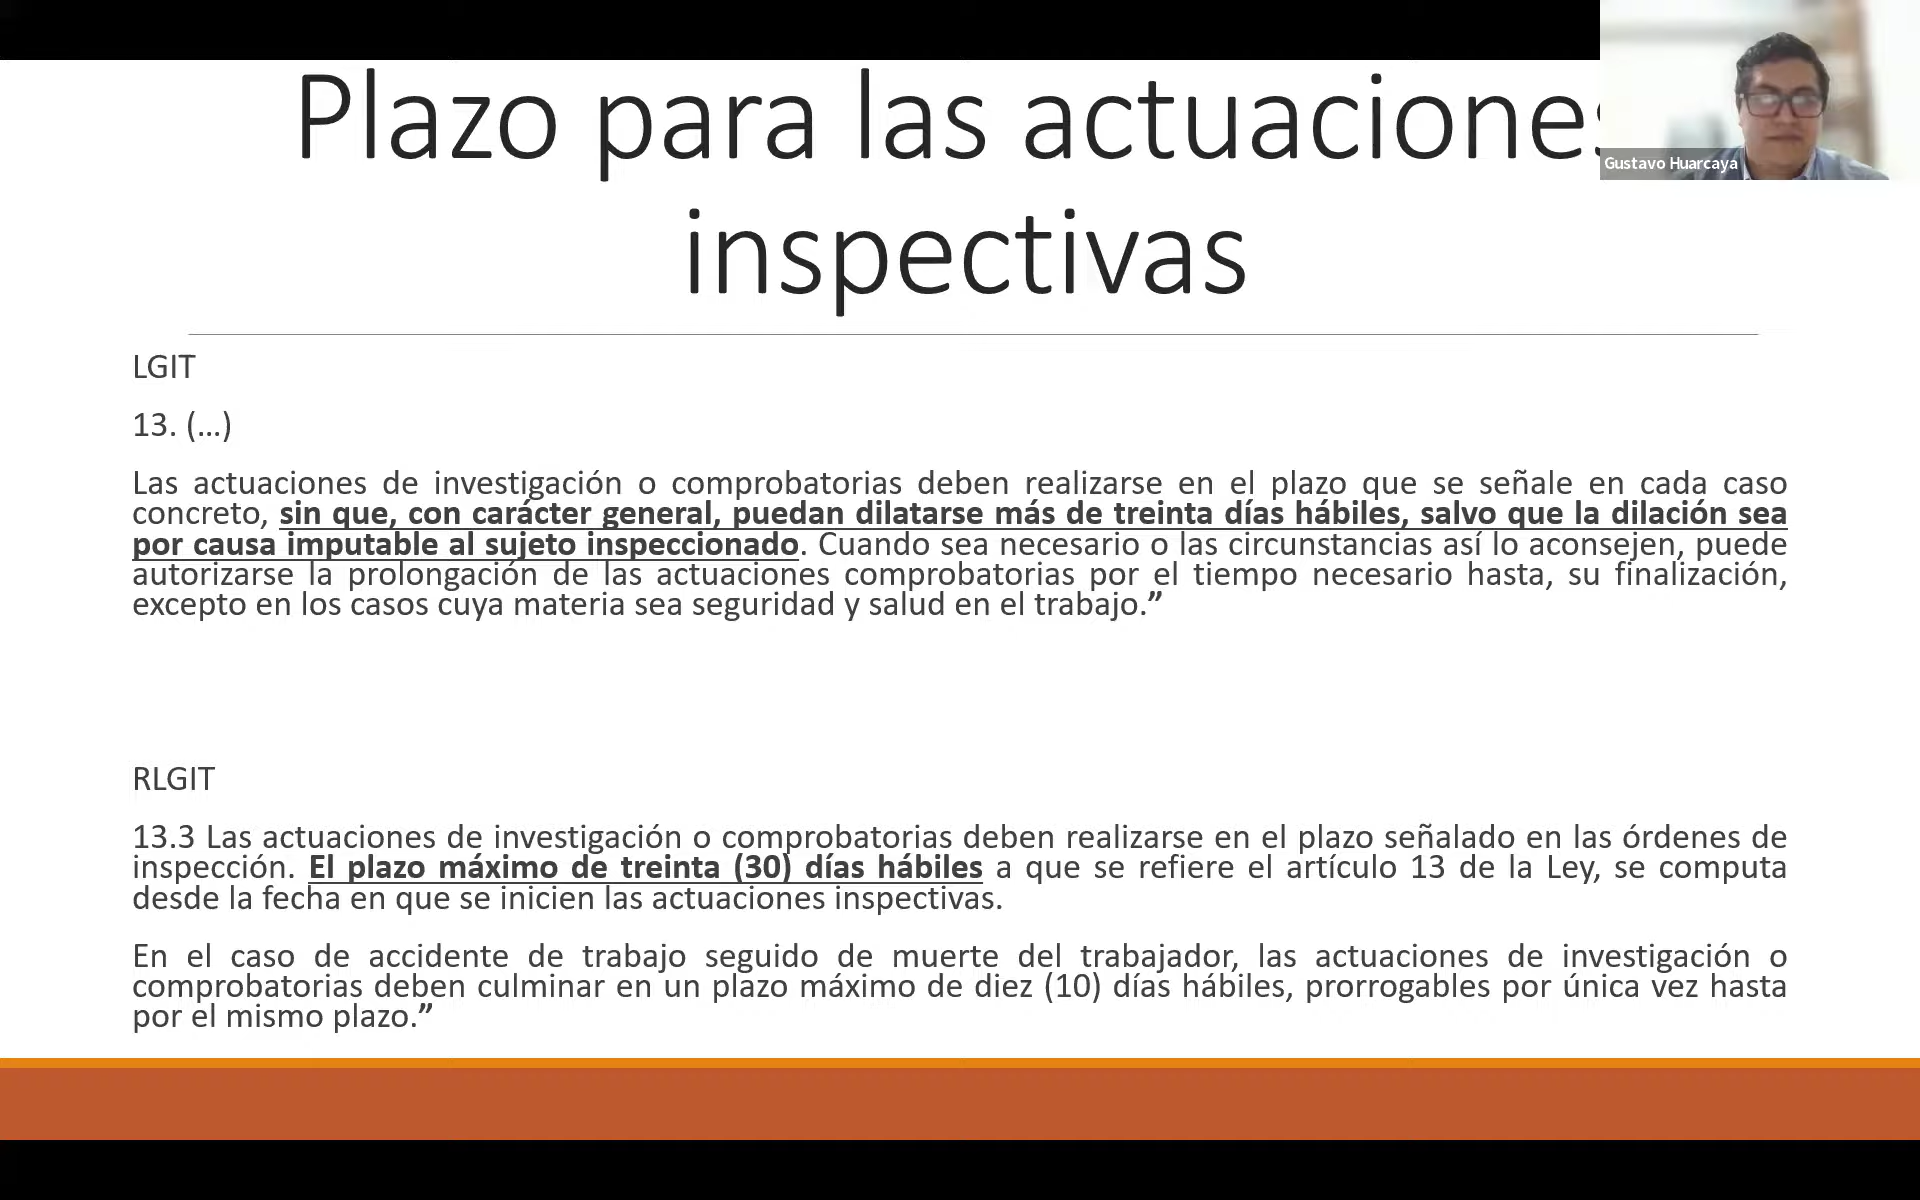 Plazo para las actuaciones
inspectivas
Gustavo Huarcaya
LGIT
13. (...)
Las actuaciones de investigación o comprobatorias deben realizarse en el plazo que se señale en cada caso
concreto, sin que, con carácter general, puedan dilatarse más de treinta días hábiles, salvo que la dilación sea
por causa imputable al sujeto inspeccionado. Cuando sea necesario o las circunstancias así lo aconsejen, puede
autorizarse la prolongación de las actuaciones comprobatorias por el tiempo necesario hasta, su finalización,
excepto en los casos cuya materia sea seguridad y salud en el trabajo.”
RLGIT
13.3 Las actuaciones de investigación o comprobatorias deben realizarse en el plazo señalado en las órdenes de
inspección. El plazo máximo de treinta (30) días hábiles a que se refiere el artículo 13 de la Ley, se computa
desde la fecha en que se inicien las actuaciones inspectivas.
En el caso de accidente de trabajo seguido de muerte del trabajador, las actuaciones de investigación o
comprobatorias deben culminar en un plazo máximo de diez (10) días hábiles, prorrogables por única vez hasta
por el mismo plazo.”